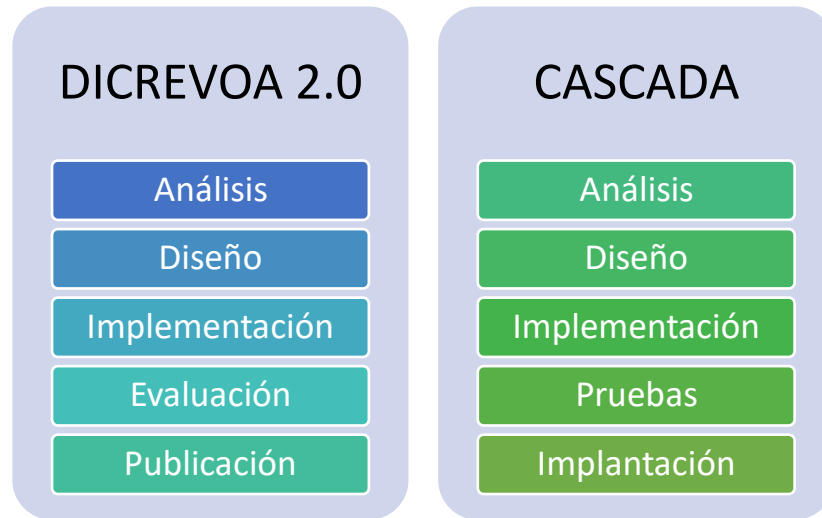 DICREVOA 2.0
Análisis
Diseño
Implementación
Evaluación
Publicación
CASCADA
Análisis
Diseño
Implementación
Pruebas
Implantación